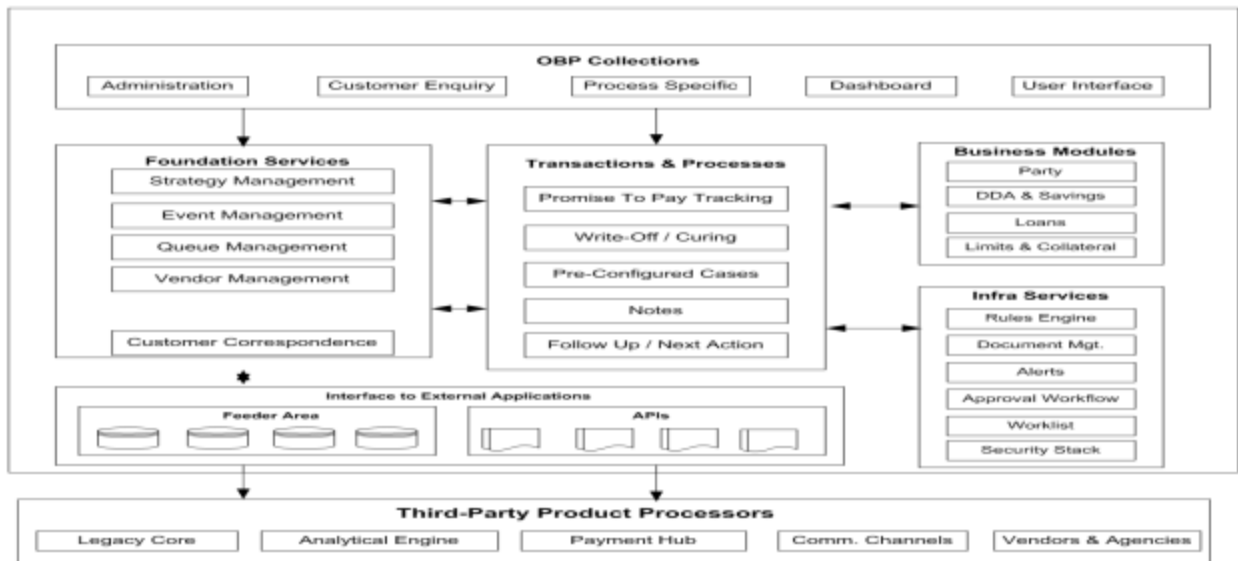 OBP Collections
Administration
Customer Enquiry
Process Specific
Dashboard
User Interface
Foundation Services
Strategy Management
Event Management
Queue Management
Vendor Management
Customer Correspondence
Transactions & Processes
Promise To Pay Tracking
Write-Off / Curing
Pre-Configured Cases
Notes
Follow Up / Next Action
Business Modules
Party
DDA & Savings
Loans
Limits & Collateral
Infra Services
Rules Engine
Document Mgt.
Alerts
Approval Workflow
Worklist
Security Stack
Interface to External Applications
Feeder Area
APIs
Third-Party Product Processors
Legacy Core
Analytical Engine
Payment Hub
Comm. Channels
Vendors & Agencies